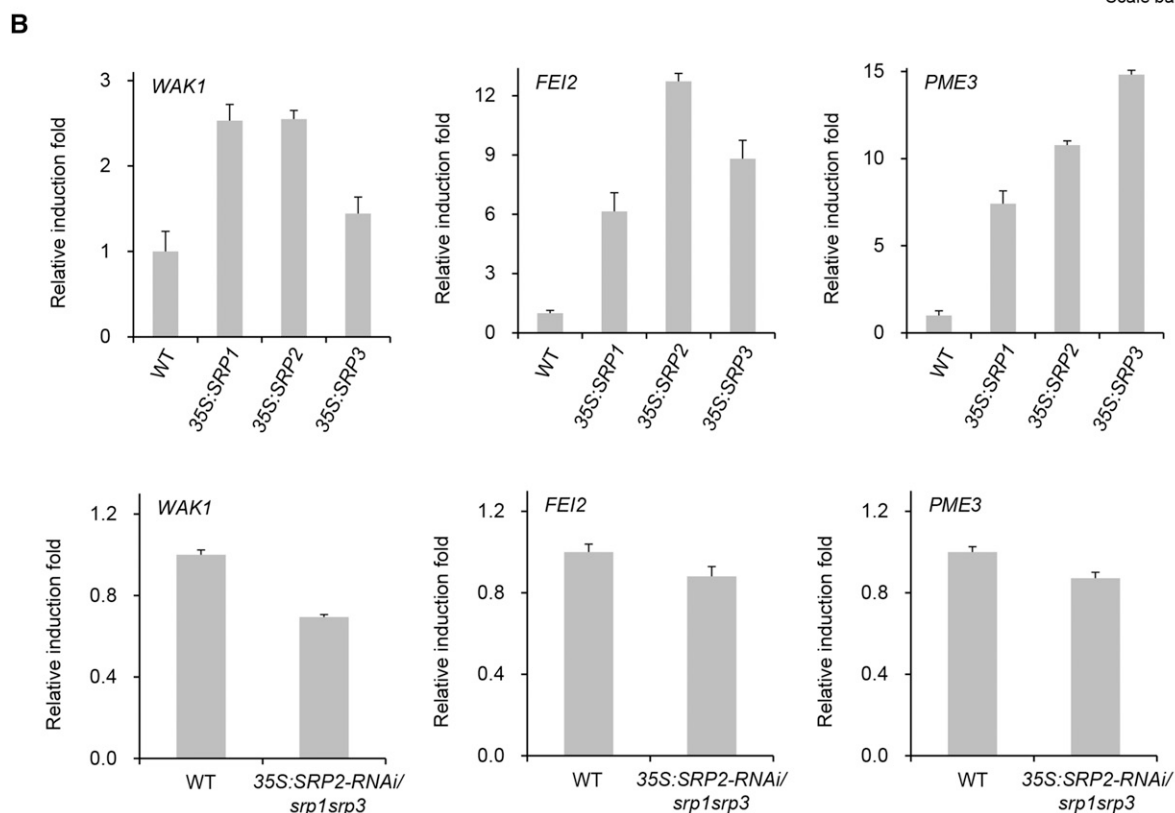 Scale ba
B
WAK1
Relative induction fold
3
2
1
0
WT
35S:SRP1
35S:SRP2
35S:SRP3
FEI2
Relative induction fold
12
9
6
3
0
WT
35S:SRP1
35S:SRP2
35S:SRP3
PME3
Relative induction fold
15
10
5
0
WT
35S:SRP1
35S:SRP2
35S:SRP3
WAK1
Relative induction fold
1.2
0.8
0.4
0.0
WT
35S:SRP2-RNAi/
srp1srp3
FEI2
Relative induction fold
1.2
0.8
0.4
0.0
WT
35S:SRP2-RNAi/
srp1srp3
PME3
Relative induction fold
1.2
0.8
0.4
0.0
WT
35S:SRP2-RNAi/
srp1srp3